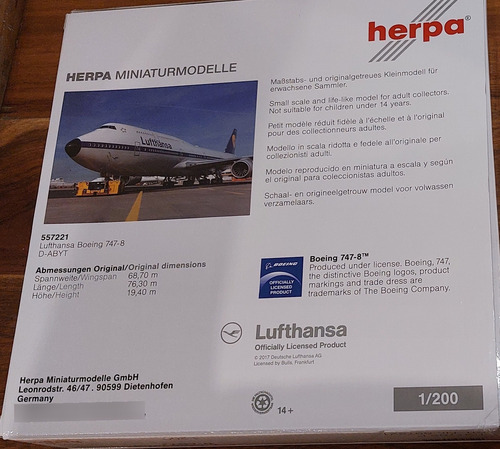 herpa®
HERPA MINIATURMODELLE
Lufthansa
557221
Lufthansa Boeing 747-8
D-ABYT
Abmessungen Original/Original dimensions
Spannweite/Wingspan 68,70 m
Länge/Length 76,30 m
Höhe/Height 19,40 m
Maßstabs- und originalgetreues Kleinmodell für
erwachsene Sammler.
Small scale and life-like model for adult collectors.
Not suitable for children under 14 years.
Petit modèle réduit fidèle à l'échelle et à l'original
pour des collectionneurs adultes.
Modello in scala ridotta e fedele all'originale per
collezionisti adulti.
Modelo reproducido en miniatura a escala y según
el original para coleccionistas adultos.
Schaal- en origineelgetrouw model voor volwassen
verzamelaars.
BOEING
OFFICIALLY
LICENSED
PRODUCT
Boeing 747-8™
Produced under license. Boeing, 747,
the distinctive Boeing logos, product
markings and trade dress are
trademarks of The Boeing Company.
Lufthansa
Officially Licensed Product
© 2017 Deutsche Lufthansa AG
Licensed by Bulls, Frankfurt
Herpa Miniaturmodelle GmbH
Leonrodstr. 46/47 . 90599 Dietenhofen
Germany
14+
1/200